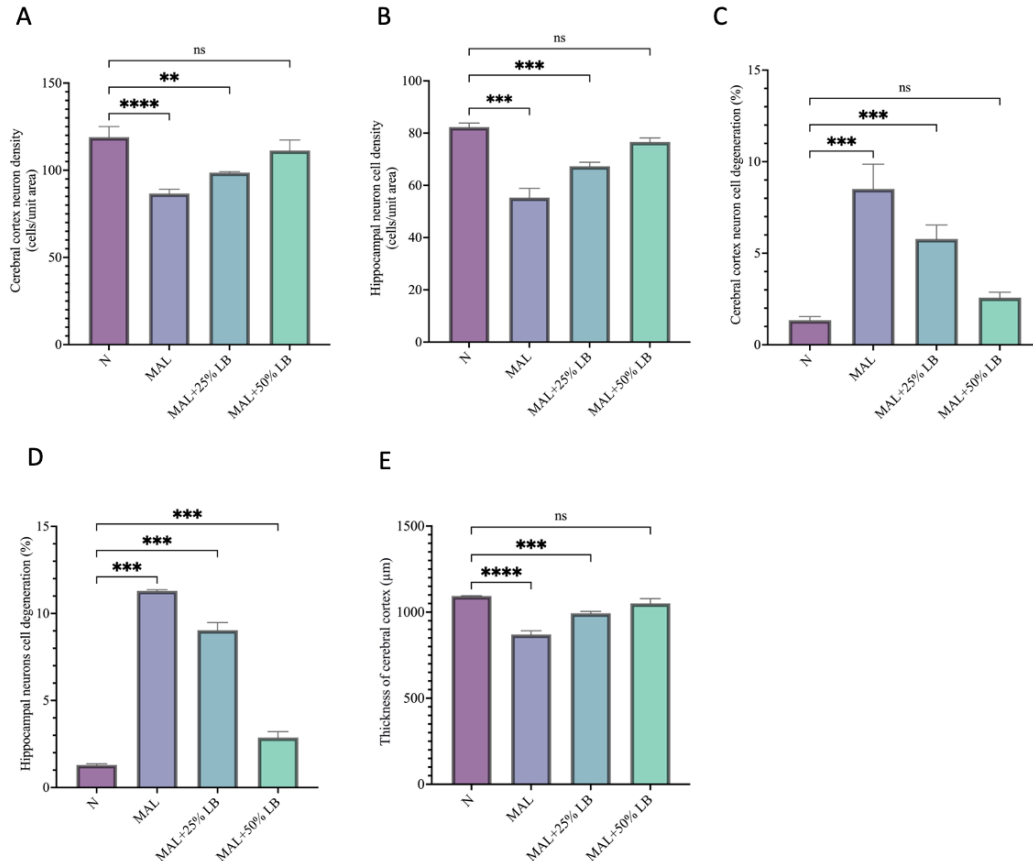 A
Cerebral cortex neuron density
(cells/unit area)
150
100
50
0
ns
**
****
N
MAL
MAL+25% LB
MAL+50% LB
B
Hippocampal neuron cell density
(cells/unit area)
100
80
60
40
20
0
ns
***
***
N
MAL
MAL+25% LB
MAL+50% LB
C
Cerebral cortex neuron cell degeneration (%)
15
10
5
0
ns
***
***
N
MAL
MAL+25% LB
MAL+50% LB
D
Hippocampal neurons cell degeneration (%)
15
10
5
0
***
***
***
N
MAL
MAL+25% LB
MAL+50% LB
E
Thickness of cerebral cortex (μm)
1500
1000
500
0
ns
***
****
N
MAL
MAL+25% LB
MAL+50% LB